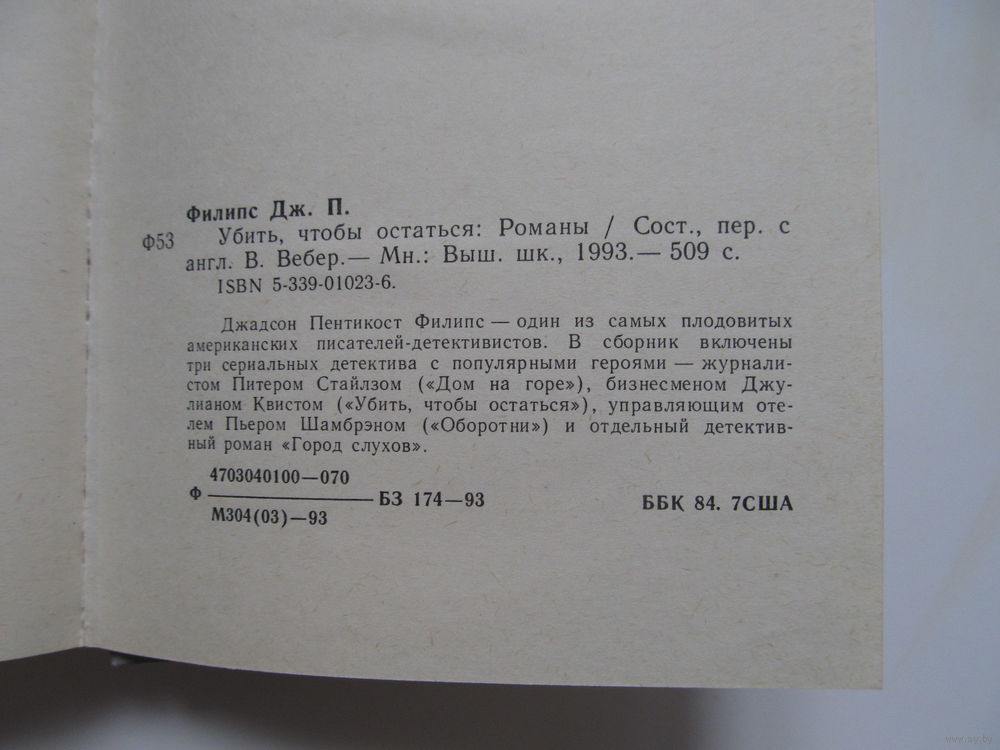 Филипс Дж. П.
Ф53 Убить, чтобы остаться: Романы / Сост., пер. с
англ. В. Вебер.— Мн.: Выш. шк., 1993.— 509 с.
ISBN 5-339-01023-6.
Джадсон Пентикост Филипс — один из самых плодовитых
американских писателей-детективистов. В сборник включены
три сериальных детектива с популярными героями — журнали-
стом Питером Стайлзом («Дом на горе»), бизнесменом Джу-
лианом Квистом («Убить, чтобы остаться»), управляющим оте-
лем Пьером Шамбрэном («Оборотни») и отдельный детектив-
ный роман «Город слухов».
4703040100—070
Ф БЗ 174—93 ББК 84. 7США
М304(03)—93
www.ay.by